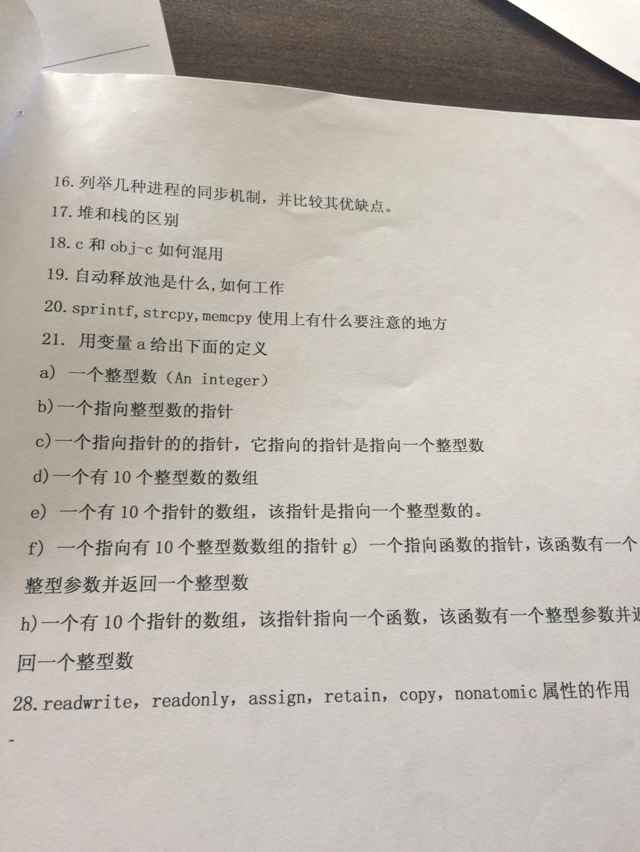 16.列举几种进程的同步机制，并比较其优缺点。
17.堆和栈的区别
18.c 和 obj-c 如何混用
19.自动释放池是什么,如何工作
20.sprintf,strcpy,memcpy 使用上有什么要注意的地方
21. 用变量 a 给出下面的定义
a) 一个整型数（An integer）
b)一个指向整型数的指针
c)一个指向指针的的指针，它指向的指针是指向一个整型数
d)一个有 10 个整型数的数组
e) 一个有 10 个指针的数组，该指针是指向一个整型数的。
f) 一个指向有 10 个整型数数组的指针 g) 一个指向函数的指针，该函数有一个
整型参数并返回一个整型数
h)一个有 10 个指针的数组，该指针指向一个函数，该函数有一个整型参数并返
回一个整型数
28.readwrite，readonly，assign，retain，copy，nonatomic 属性的作用